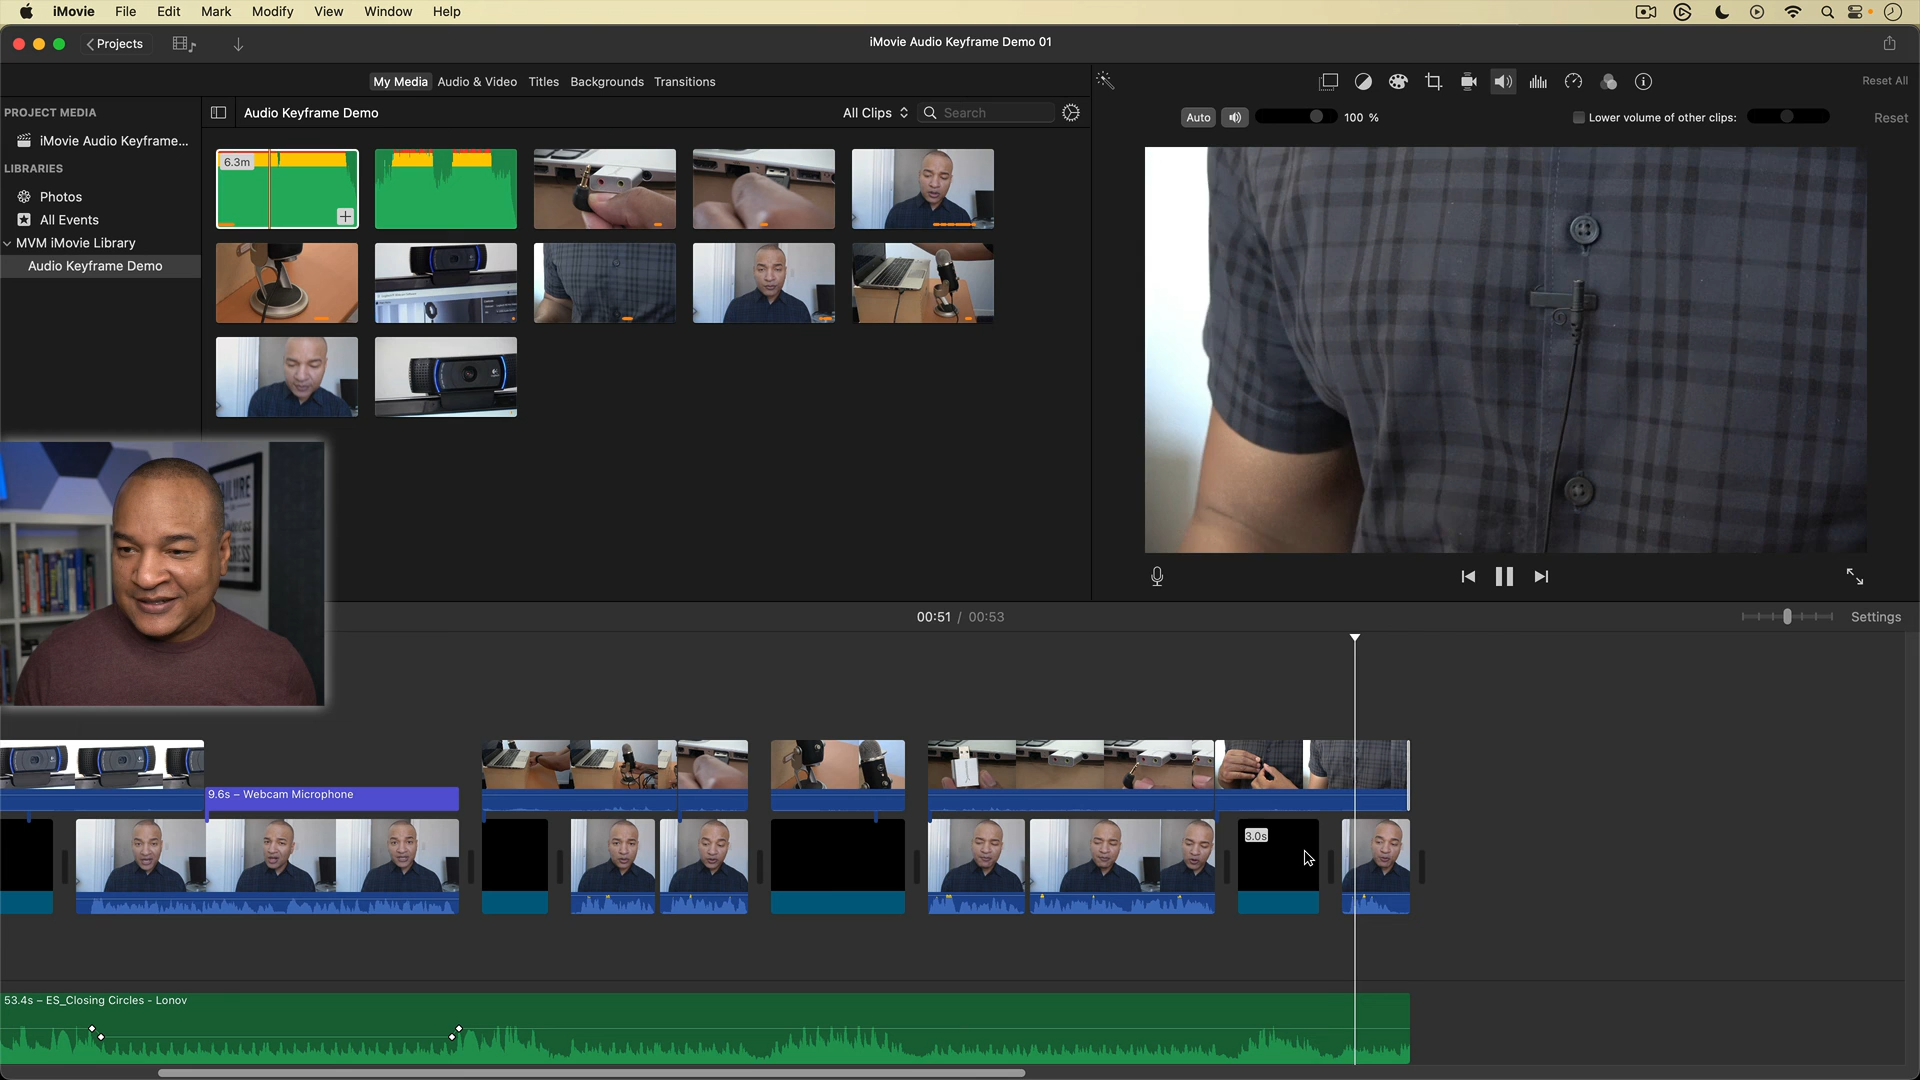 iMovie File Edit Mark Modify View Window Help
Projects
iMovie Audio Keyframe Demo 01
My Media Audio & Video Titles Backgrounds Transitions
Reset All
PROJECT MEDIA
iMovie Audio Keyframe...
LIBRARIES
Photos
All Events
MVM iMovie Library
Audio Keyframe Demo
Audio Keyframe Demo
All Clips
Search
Auto
100 %
Lower volume of other clips:
Reset
6.3m
FAILURE
00:51 / 00:53
Settings
9.6s – Webcam Microphone
3.0s
53.4s – ES_Closing Circles - Lonov